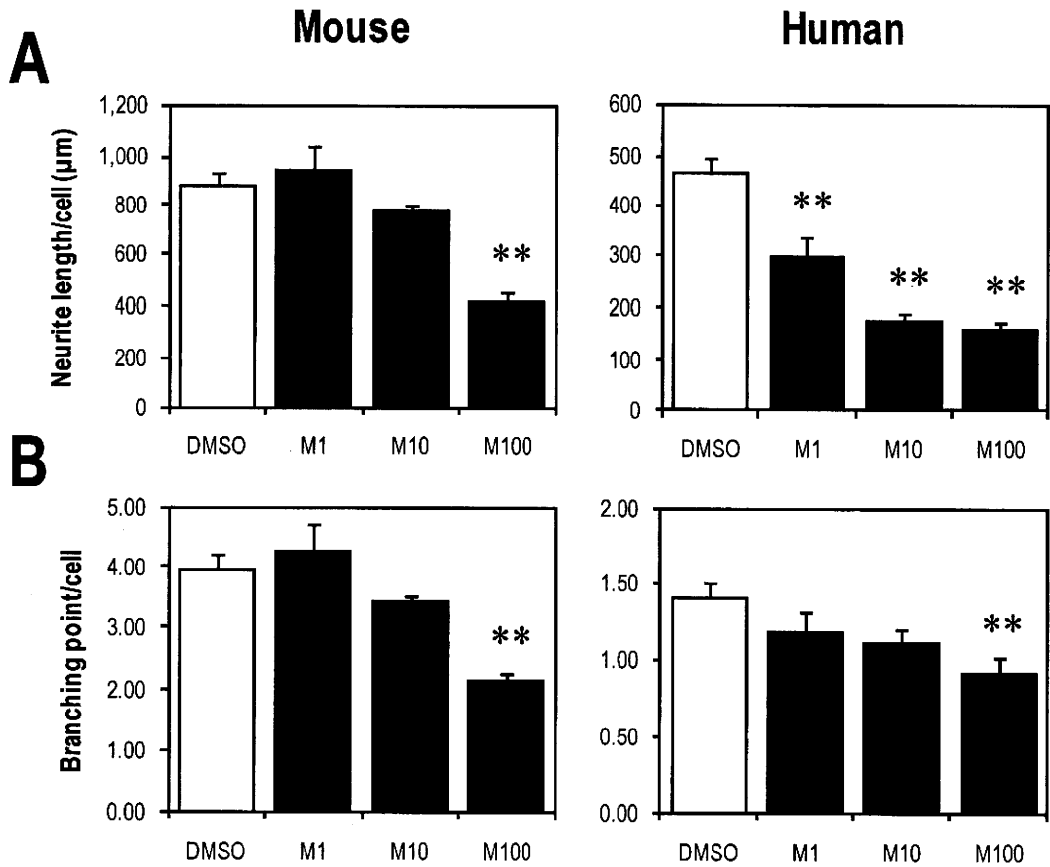 Mouse
Human
A
Neurite length/cell (µm)
1,200
1,000
800
600
400
200
0
**
DMSO M1 M10 M100
600
500
400
300
200
100
0
** ** **
DMSO M1 M10 M100
B
Branching point/cell
5.00
4.00
3.00
2.00
1.00
0.00
**
DMSO M1 M10 M100
2.00
1.50
1.00
0.50
0.00
**
DMSO M1 M10 M100